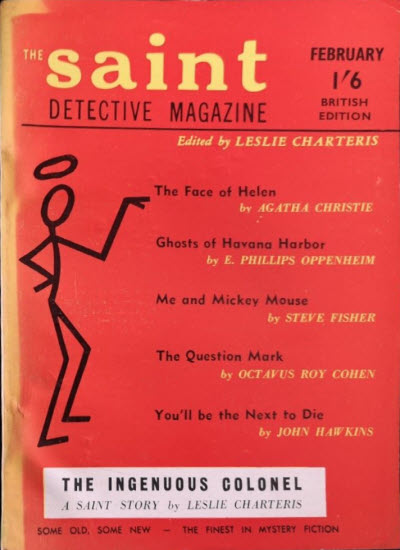 THE saint
DETECTIVE MAGAZINE
FEBRUARY
1/6
BRITISH
EDITION
Edited by LESLIE CHARTERIS
The Face of Helen
by AGATHA CHRISTIE
Ghosts of Havana Harbor
by E. PHILLIPS OPPENHEIM
Me and Mickey Mouse
by STEVE FISHER
The Question Mark
by OCTAVUS ROY COHEN
You'll be the Next to Die
by JOHN HAWKINS
THE INGENUOUS COLONEL
A SAINT STORY by LESLIE CHARTERIS
SOME OLD, SOME NEW — THE FINEST IN MYSTERY FICTION